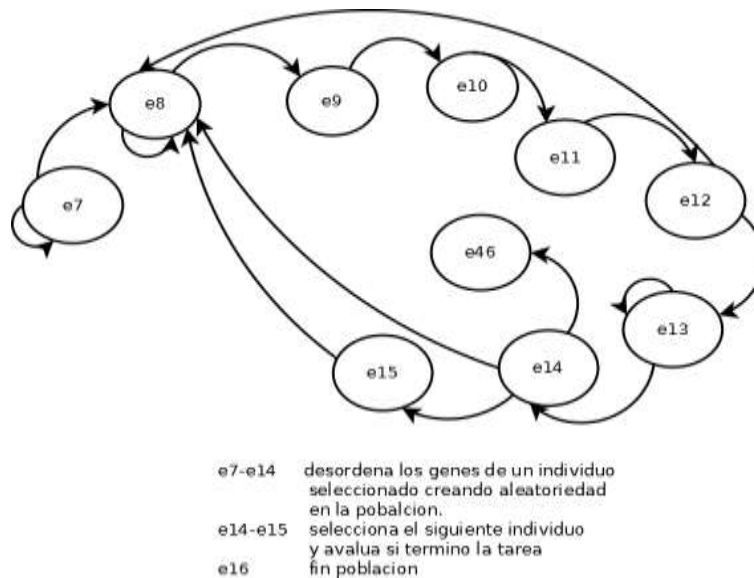 e8
e9
e10
e11
e12
e7
e46
e13
e15
e14
e7-e14 desordena los genes de un individuo
seleccionado creando aleatoriedad
en la pobalcion.
e14-e15 selecciona el siguiente individuo
y avalua si termino la tarea
e16 fin poblacion